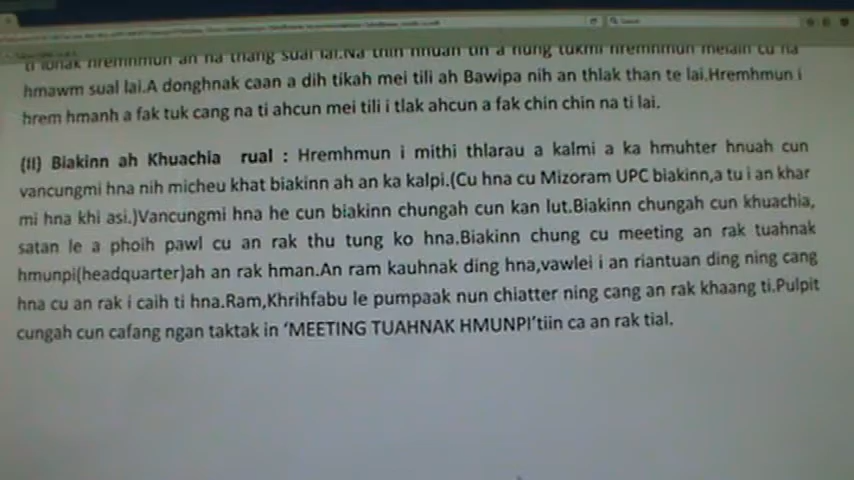 hmawm sual lai.A donghnak caan a dih tikah mei tili ah Bawipa nih an thlak than te lai.Hremhmun i
hrem hmanh a fak tuk cang na ti ahcun mei tili i tlak ahcun a fak chin chin na ti lai.
(II) Biakinn ah Khuachia rual : Hremhmun i mithi thlarau a kalmi a ka hmuhter hnuah cun
vancungmi hna nih micheu khat biakinn ah an ka kalpi.(Cu hna cu Mizoram UPC biakinn,a tu i an khar
mi hna khi asi.)Vancungmi hna he cun biakinn chungah cun kan lut.Biakinn chungah cun khuachia,
satan le a phoih pawl cu an rak thu tung ko hna.Biakinn chung cu meeting an rak tuahnak
hmunpi(headquarter)ah an rak hman.An ram kauhnak ding hna,vawlei i an riantuan ding ning cang
hna cu an rak i caih ti hna.Ram,Khrihfabu le pumpaak nun chiatter ning cang an rak khaang ti.Pulpit
cungah cun cafang ngan taktak in 'MEETING TUAHNAK HMUNPI'tiin ca an rak tial.